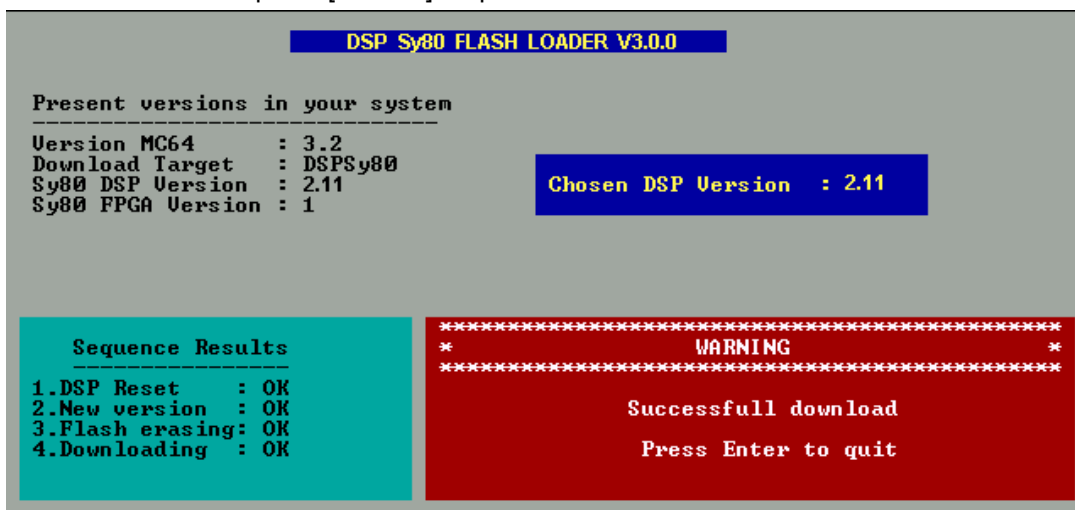 DSP Sy80 FLASH LOADER V3.0.0
Present versions in your system
-------------------------------
Version MC64 : 3.2
Download Target : DSPSy80
Sy80 DSP Version : 2.11
Sy80 FPGA Version : 1
Chosen DSP Version : 2.11
Sequence Results
----------------
1.DSP Reset : OK
2.New version : OK
3.Flash erasing: OK
4.Downloading : OK
**********************************************
* WARNING *
**********************************************
Successfull download
Press Enter to quit